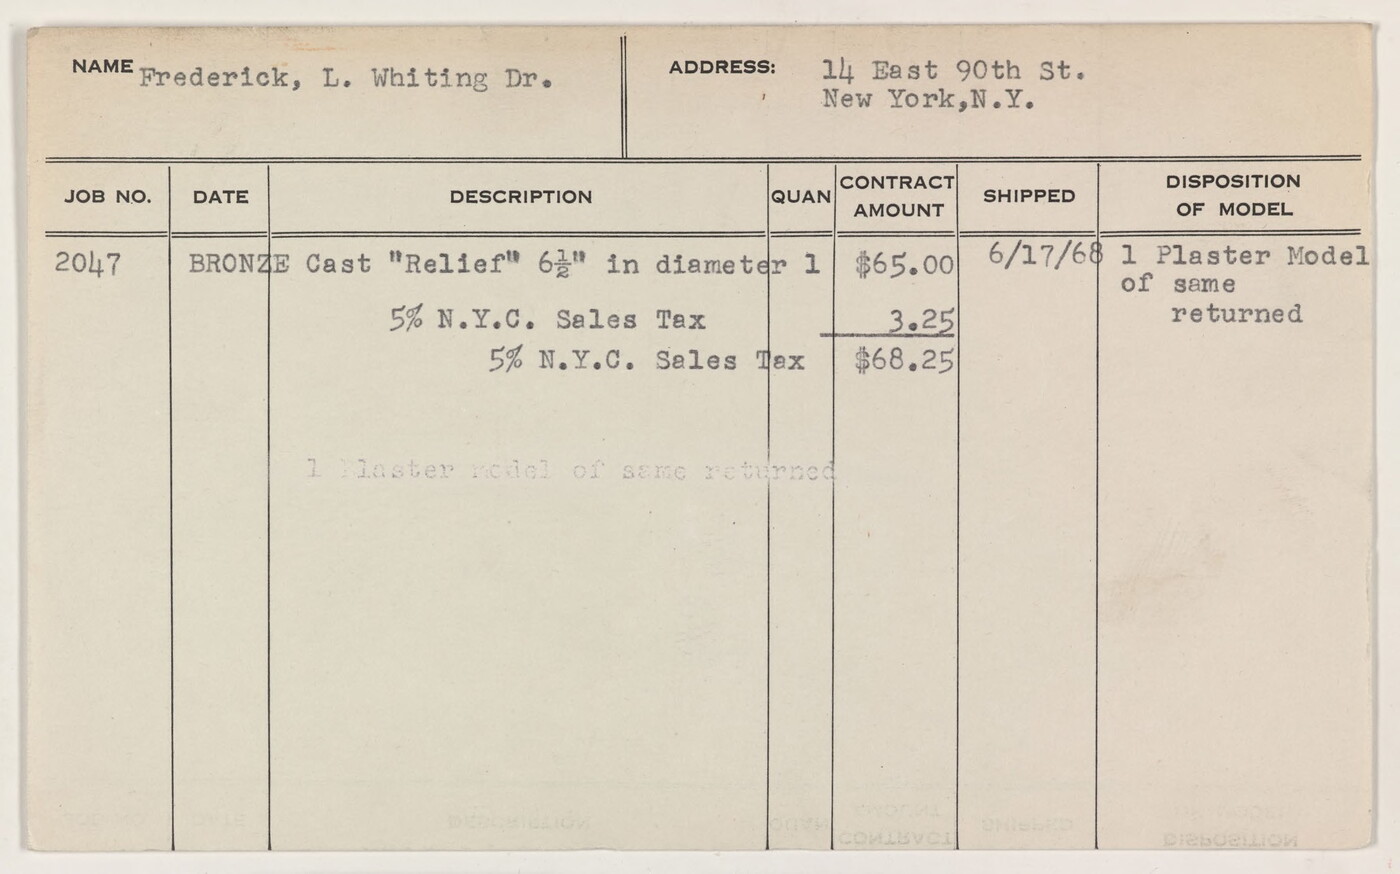 NAME Frederick, L. Whiting Dr.
ADDRESS: 14 East 90th St.
New York,N.Y.
JOB NO. DATE DESCRIPTION QUAN CONTRACT AMOUNT SHIPPED DISPOSITION OF MODEL
2047 BRONZE Cast "Relief" 6½" in diameter 1 $65.00 6/17/68 1 Plaster Model
of same
5% N.Y.C. Sales Tax 3.25 returned
5% N.Y.C. Sales Tax $68.25
1 Plaster model of same returned